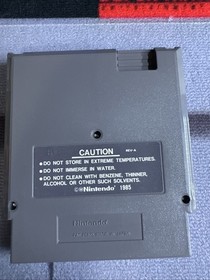 CAUTION REV-A
•DO NOT STORE IN EXTREME TEMPERATURES.
•DO NOT IMMERSE IN WATER.
•DO NOT CLEAN WITH BENZENE, THINNER,
ALCOHOL OR OTHER SUCH SOLVENTS.
©®Nintendo 1985
Nintendo